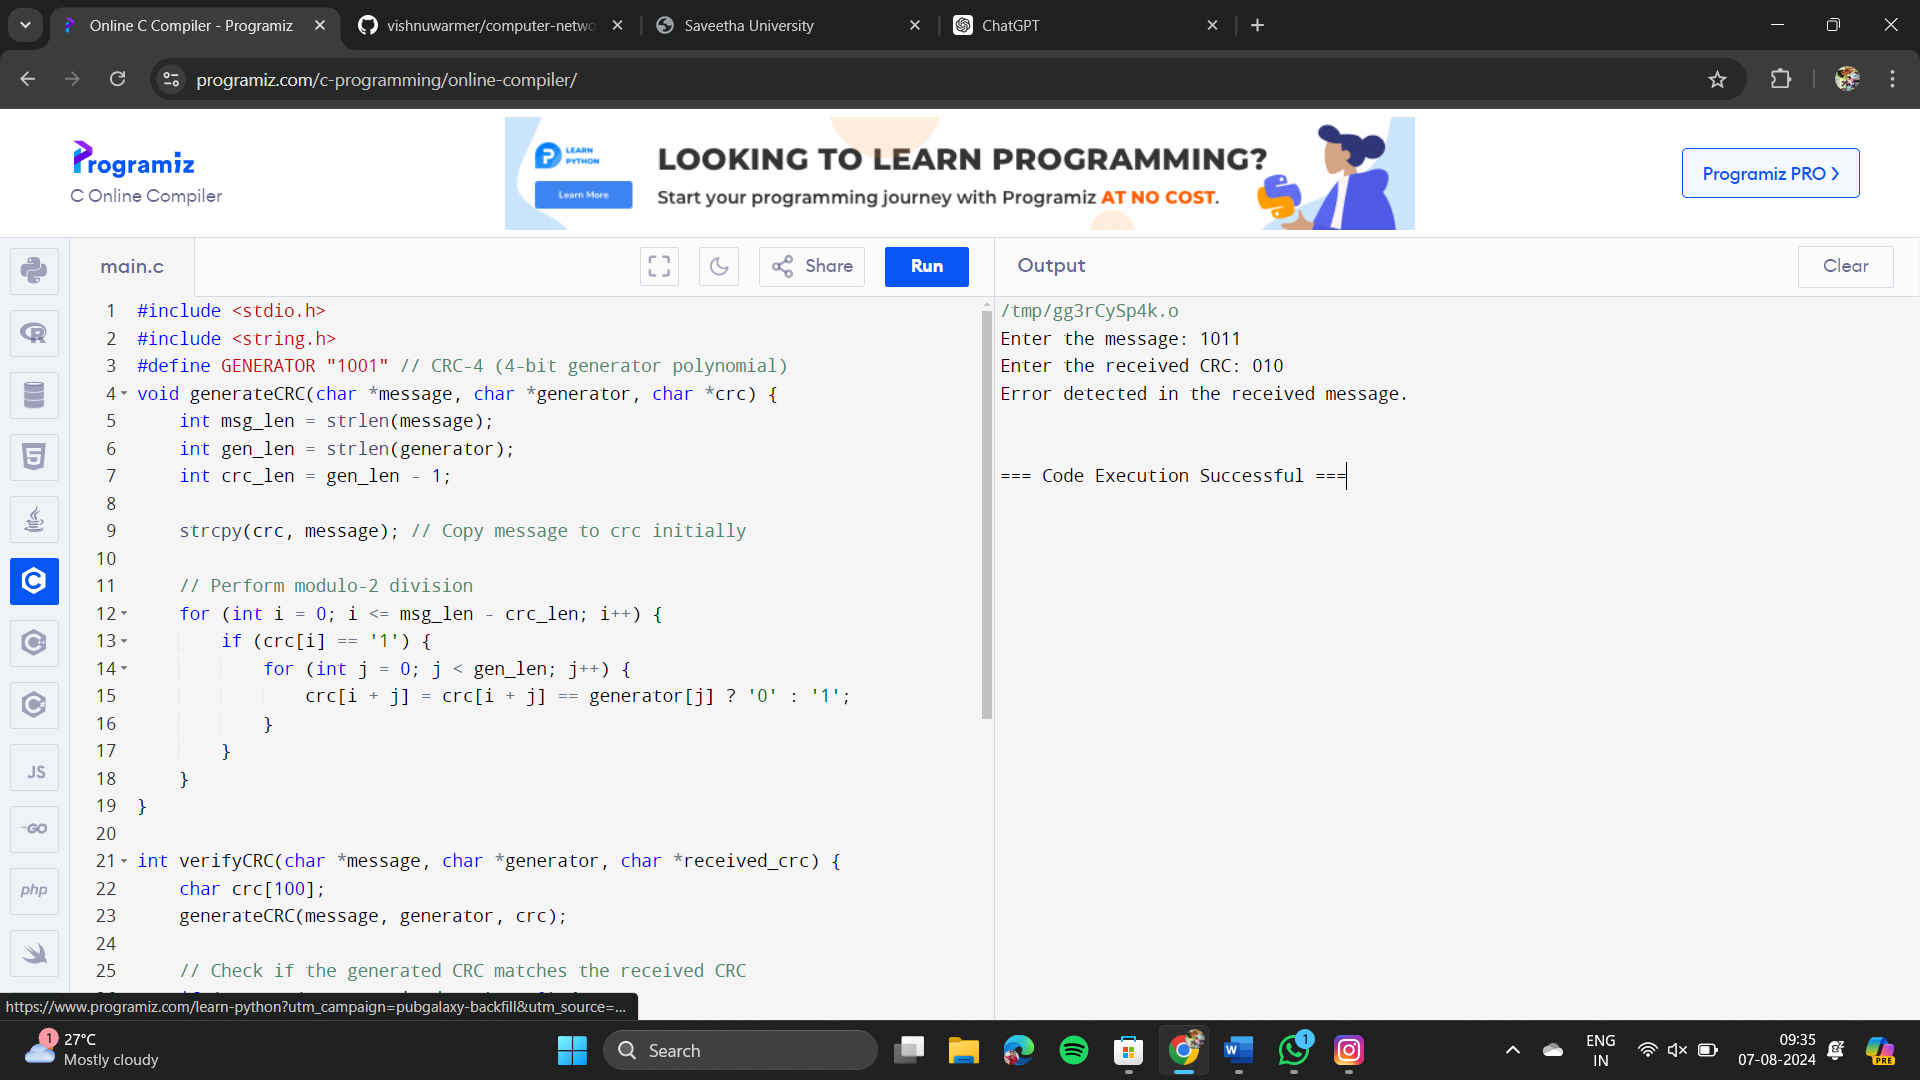 Online C Compiler - Programiz
vishnuwarmer/computer-netwo
Saveetha University
ChatGPT
programiz.com/c-programming/online-compiler/
Programiz
C Online Compiler
LEARN
PYTHON
Learn More
LOOKING TO LEARN PROGRAMMING?
Start your programming journey with Programiz AT NO COST.
Programiz PRO
main.c
Share
Run
Output
Clear
1 #include <stdio.h>
2 #include <string.h>
3 #define GENERATOR "1001" // CRC-4 (4-bit generator polynomial)
4 void generateCRC(char *message, char *generator, char *crc) {
5 int msg_len = strlen(message);
6 int gen_len = strlen(generator);
7 int crc_len = gen_len - 1;
8
9 strcpy(crc, message); // Copy message to crc initially
10
11 // Perform modulo-2 division
12 for (int i = 0; i <= msg_len - crc_len; i++) {
13 if (crc[i] == '1') {
14 for (int j = 0; j < gen_len; j++) {
15 crc[i + j] = crc[i + j] == generator[j] ? '0' : '1';
16 }
17 }
18 }
19 }
20
21 int verifyCRC(char *message, char *generator, char *received_crc) {
22 char crc[100];
23 generateCRC(message, generator, crc);
24
25 // Check if the generated CRC matches the received CRC
/tmp/gg3rCySp4k.o
Enter the message: 1011
Enter the received CRC: 010
Error detected in the received message.
=== Code Execution Successful ===
JS
GO
php
https://www.programiz.com/learn-python?utm_campaign=pubgalaxy-backfill&utm_source=...
1
27°C
Mostly cloudy
Search
1
ENG
IN
09:35
07-08-2024
PRE